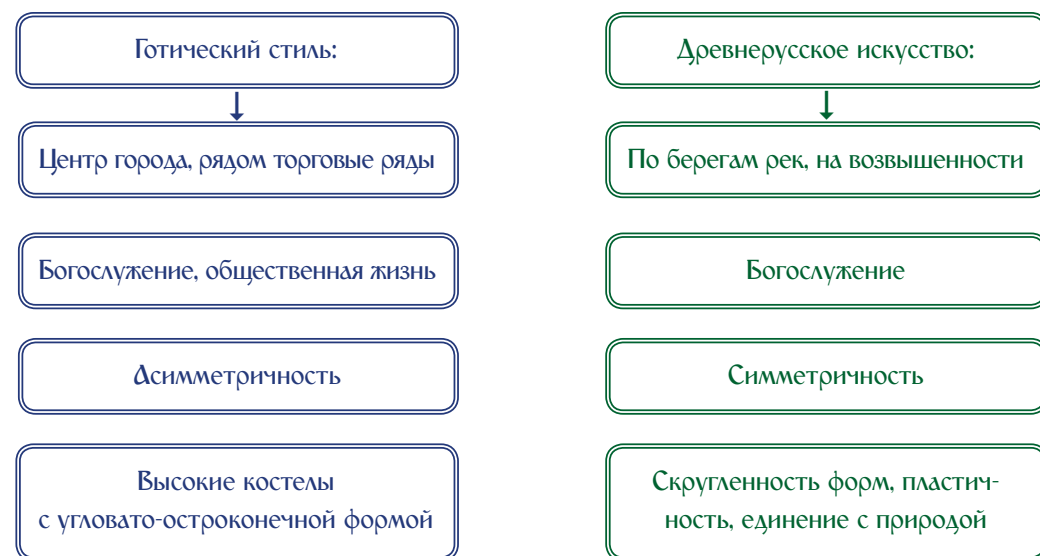 Готический стиль:
Центр города, рядом торговые ряды
Богослужение, общественная жизнь
Асимметричность
Высокие костелы
с угловато-остроконечной формой
Древнерусское искусство:
По берегам рек, на возвышенности
Богослужение
Симметричность
Скругленность форм, пластич-
ность, единение с природой